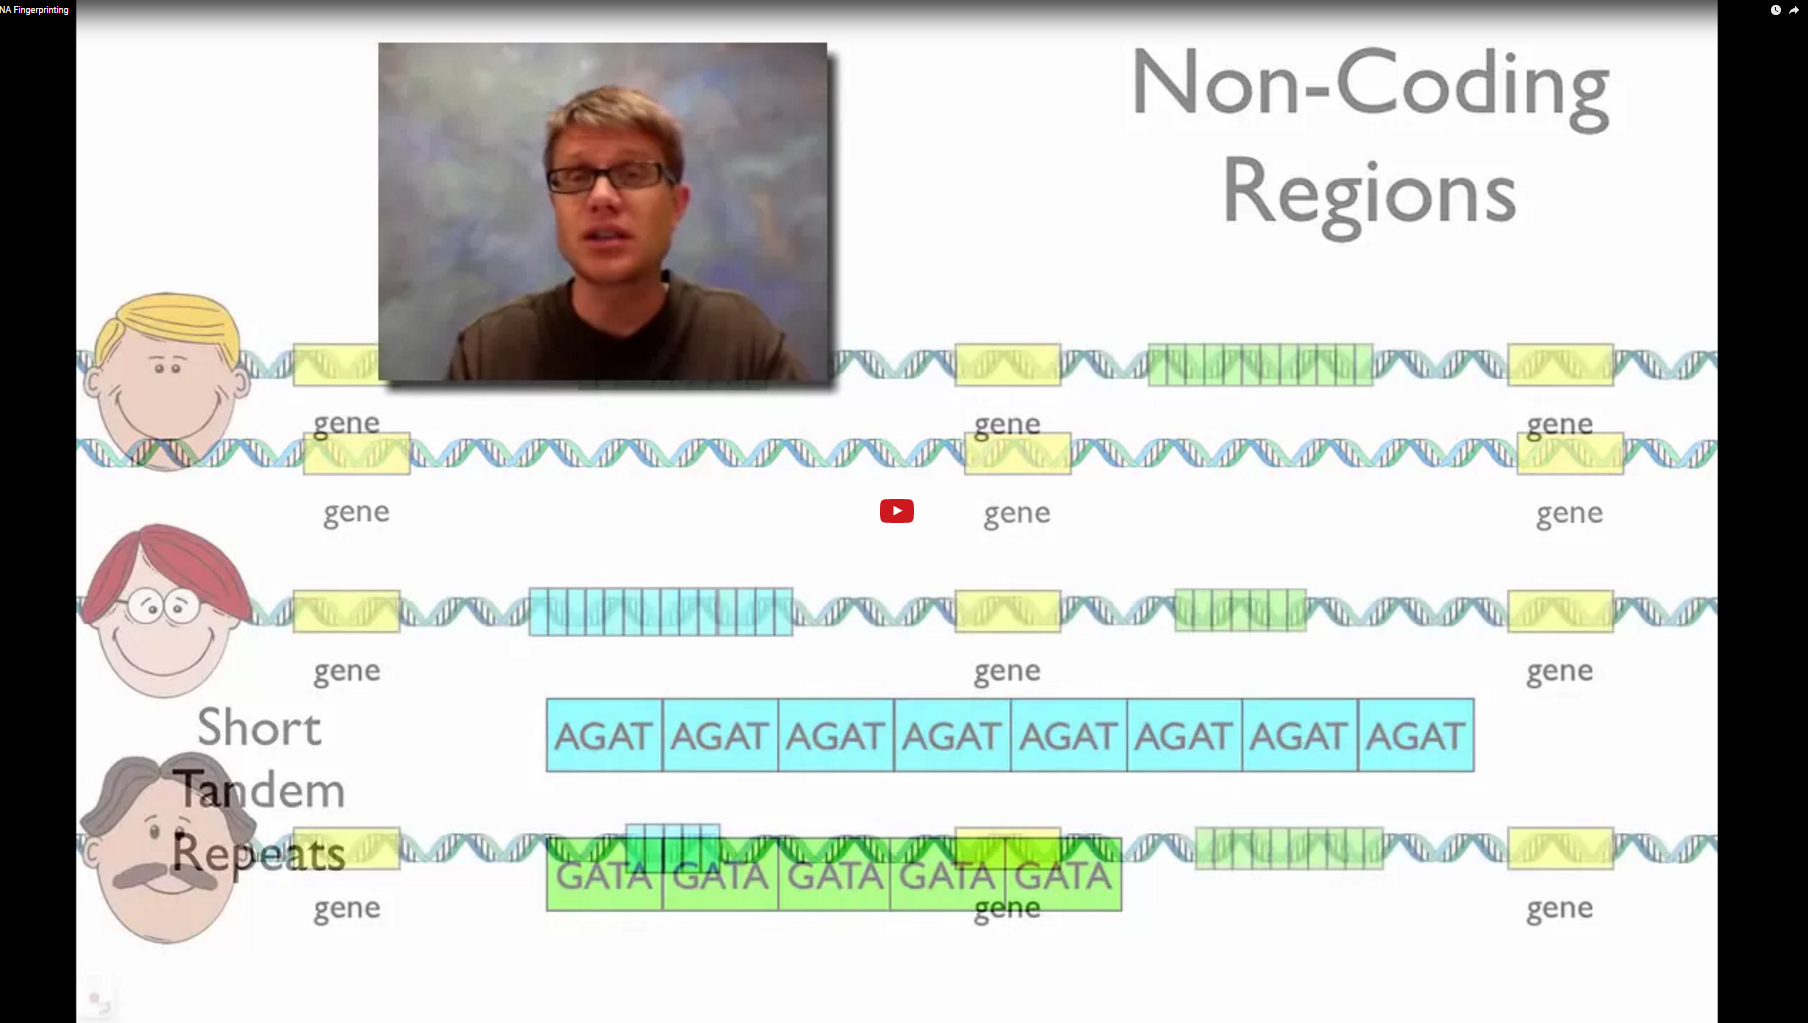 NA Fingerprinting
Non-Coding
Regions
gene gene gene
gene gene gene
gene gene gene
Short
Tandem
Repeats
AGAT AGAT AGAT AGAT AGAT AGAT AGAT AGAT
GATA GATA GATA GATA GATA
gene gene gene